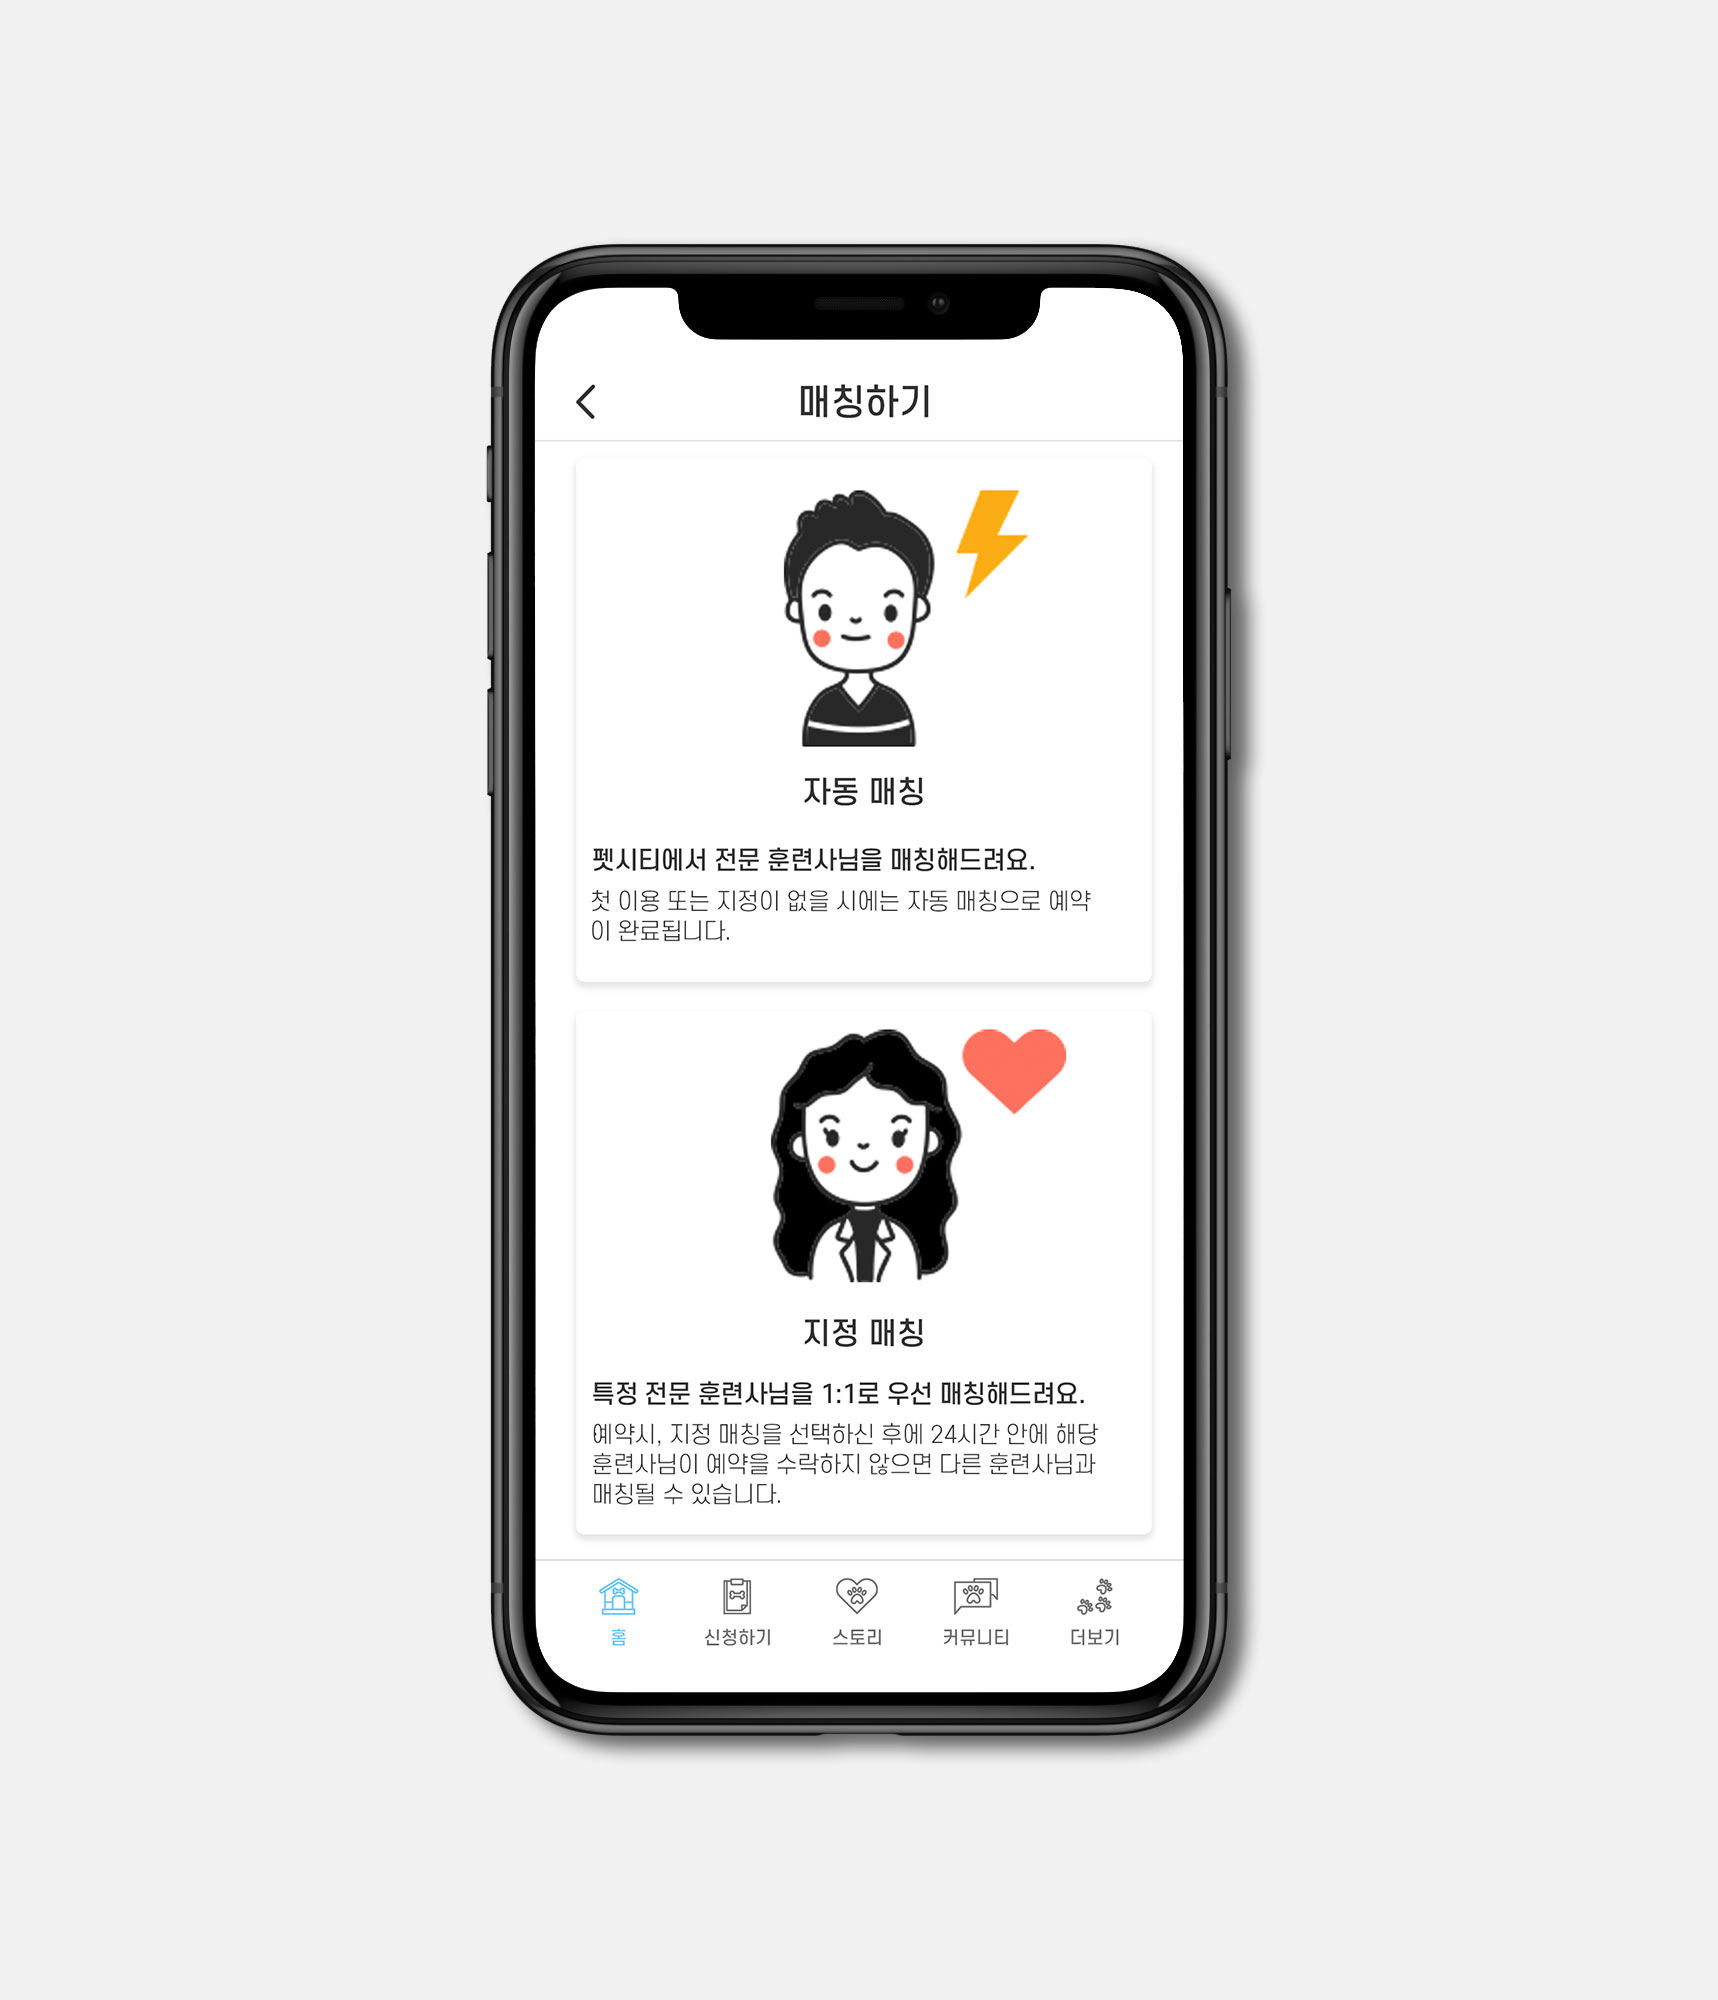 매칭하기
자동 매칭
펫시티에서 전문 훈련사님을 매칭해드려요.
첫 이용 또는 지정이 없을 시에는 자동 매칭으로 예약
이 완료됩니다.
지정 매칭
특정 전문 훈련사님을 1:1로 우선 매칭해드려요.
예약시, 지정 매칭을 선택하신 후에 24시간 안에 해당
훈련사님이 예약을 수락하지 않으면 다른 훈련사님과
매칭될 수 있습니다.
홈 신청하기 스토리 커뮤니티 더보기